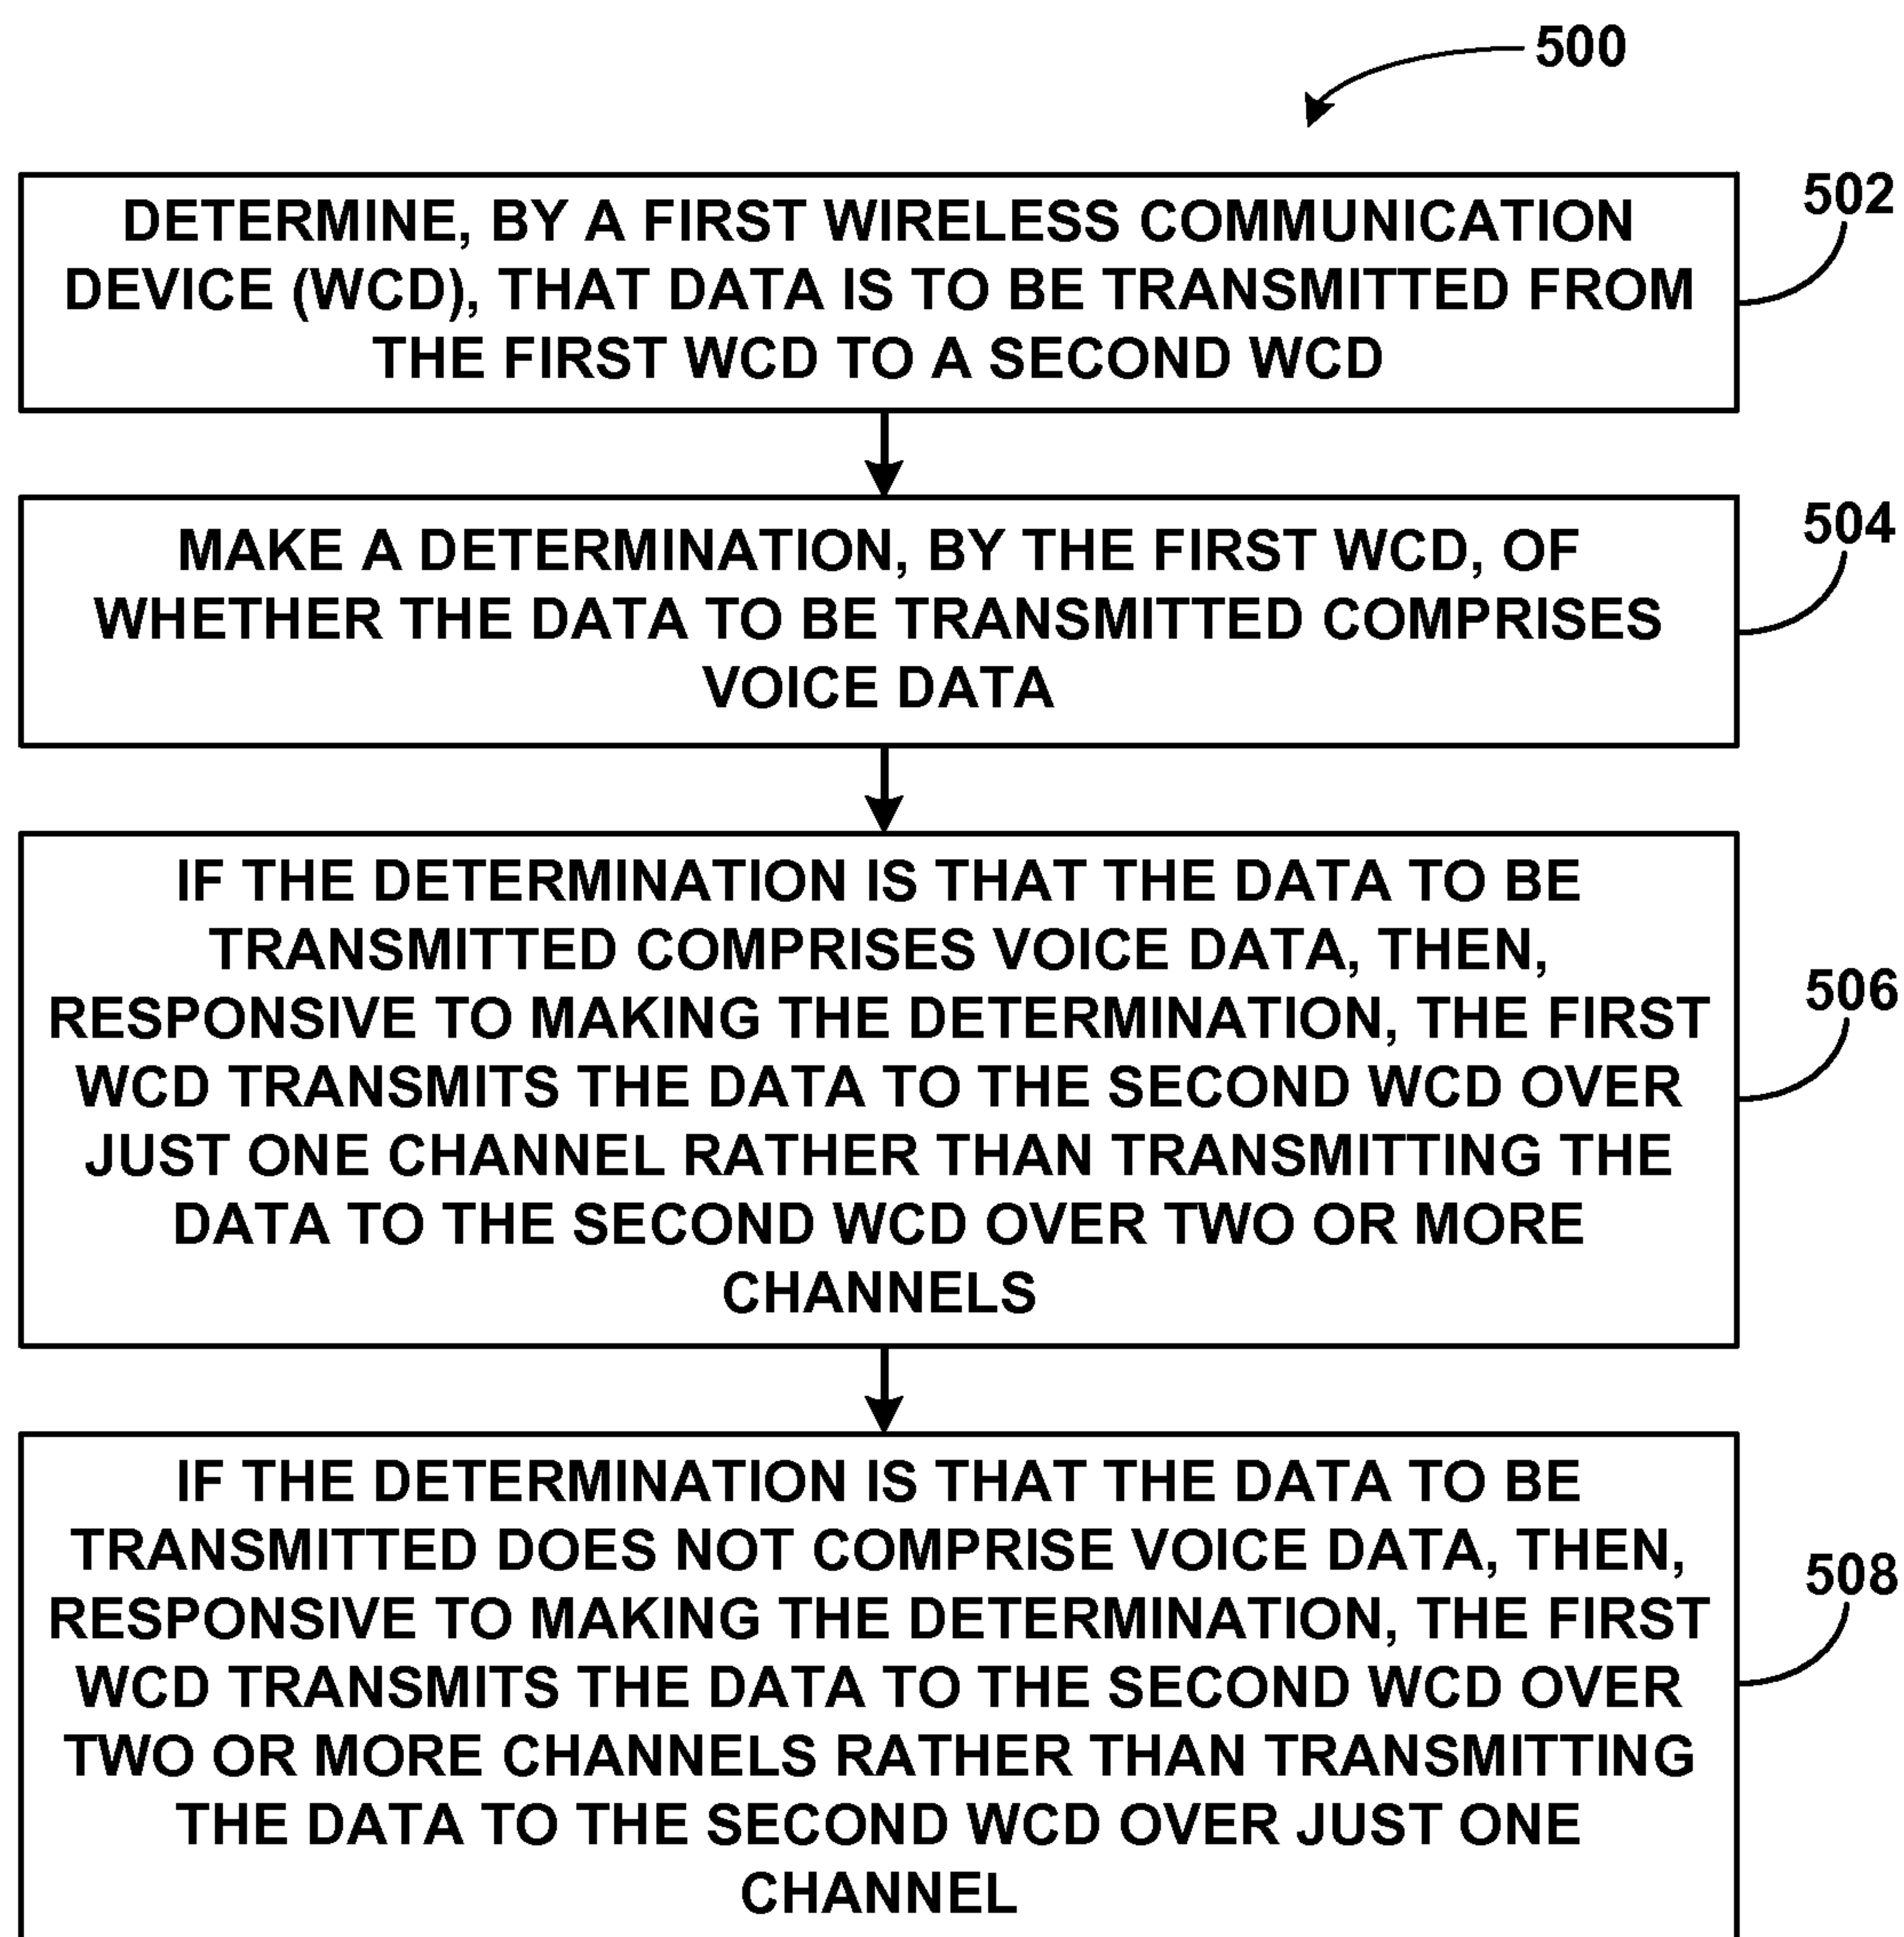 500
502
DETERMINE, BY A FIRST WIRELESS COMMUNICATION
DEVICE (WCD), THAT DATA IS TO BE TRANSMITTED FROM
THE FIRST WCD TO A SECOND WCD
504
MAKE A DETERMINATION, BY THE FIRST WCD, OF
WHETHER THE DATA TO BE TRANSMITTED COMPRISES
VOICE DATA
506
IF THE DETERMINATION IS THAT THE DATA TO BE
TRANSMITTED COMPRISES VOICE DATA, THEN,
RESPONSIVE TO MAKING THE DETERMINATION, THE FIRST
WCD TRANSMITS THE DATA TO THE SECOND WCD OVER
JUST ONE CHANNEL RATHER THAN TRANSMITTING THE
DATA TO THE SECOND WCD OVER TWO OR MORE
CHANNELS
508
IF THE DETERMINATION IS THAT THE DATA TO BE
TRANSMITTED DOES NOT COMPRISE VOICE DATA, THEN,
RESPONSIVE TO MAKING THE DETERMINATION, THE FIRST
WCD TRANSMITS THE DATA TO THE SECOND WCD OVER
TWO OR MORE CHANNELS RATHER THAN TRANSMITTING
THE DATA TO THE SECOND WCD OVER JUST ONE
CHANNEL